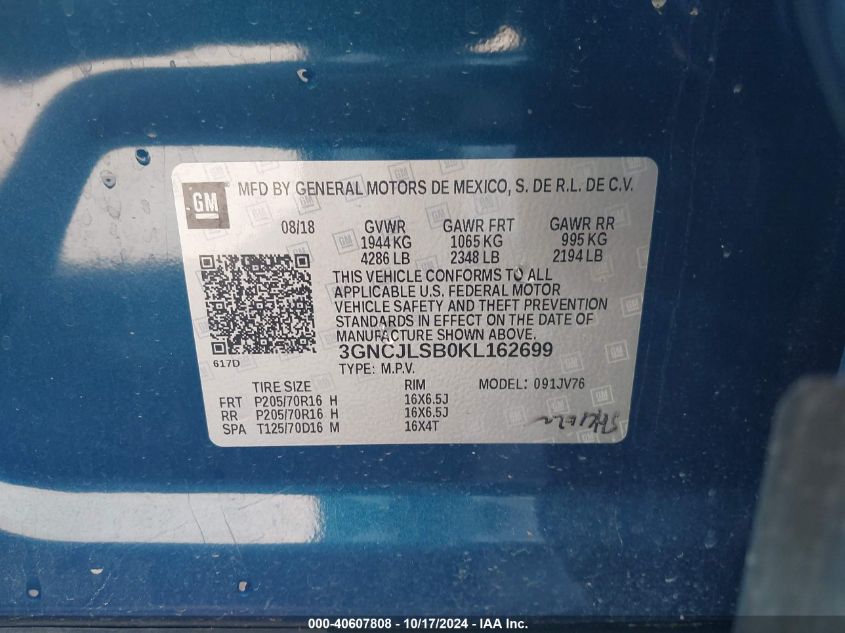 GM MFD BY GENERAL MOTORS DE MEXICO, S. DE R.L. DE C.V.
08/18 GVWR GAWR FRT GAWR RR
1944 KG 1065 KG 995 KG
4286 LB 2348 LB 2194 LB
THIS VEHICLE CONFORMS TO ALL
APPLICABLE U.S. FEDERAL MOTOR
VEHICLE SAFETY AND THEFT PREVENTION
STANDARDS IN EFFECT ON THE DATE OF
MANUFACTURE SHOWN ABOVE.
617D 3GNCJLSB0KL162699
TYPE: M.P.V.
TIRE SIZE RIM MODEL: 091JV76
FRT P205/70R16 H 16X6.5J
RR P205/70R16 H 16X6.5J
SPA T125/70D16 M 16X4T
000-40607808 - 10/17/2024 - IAA Inc.